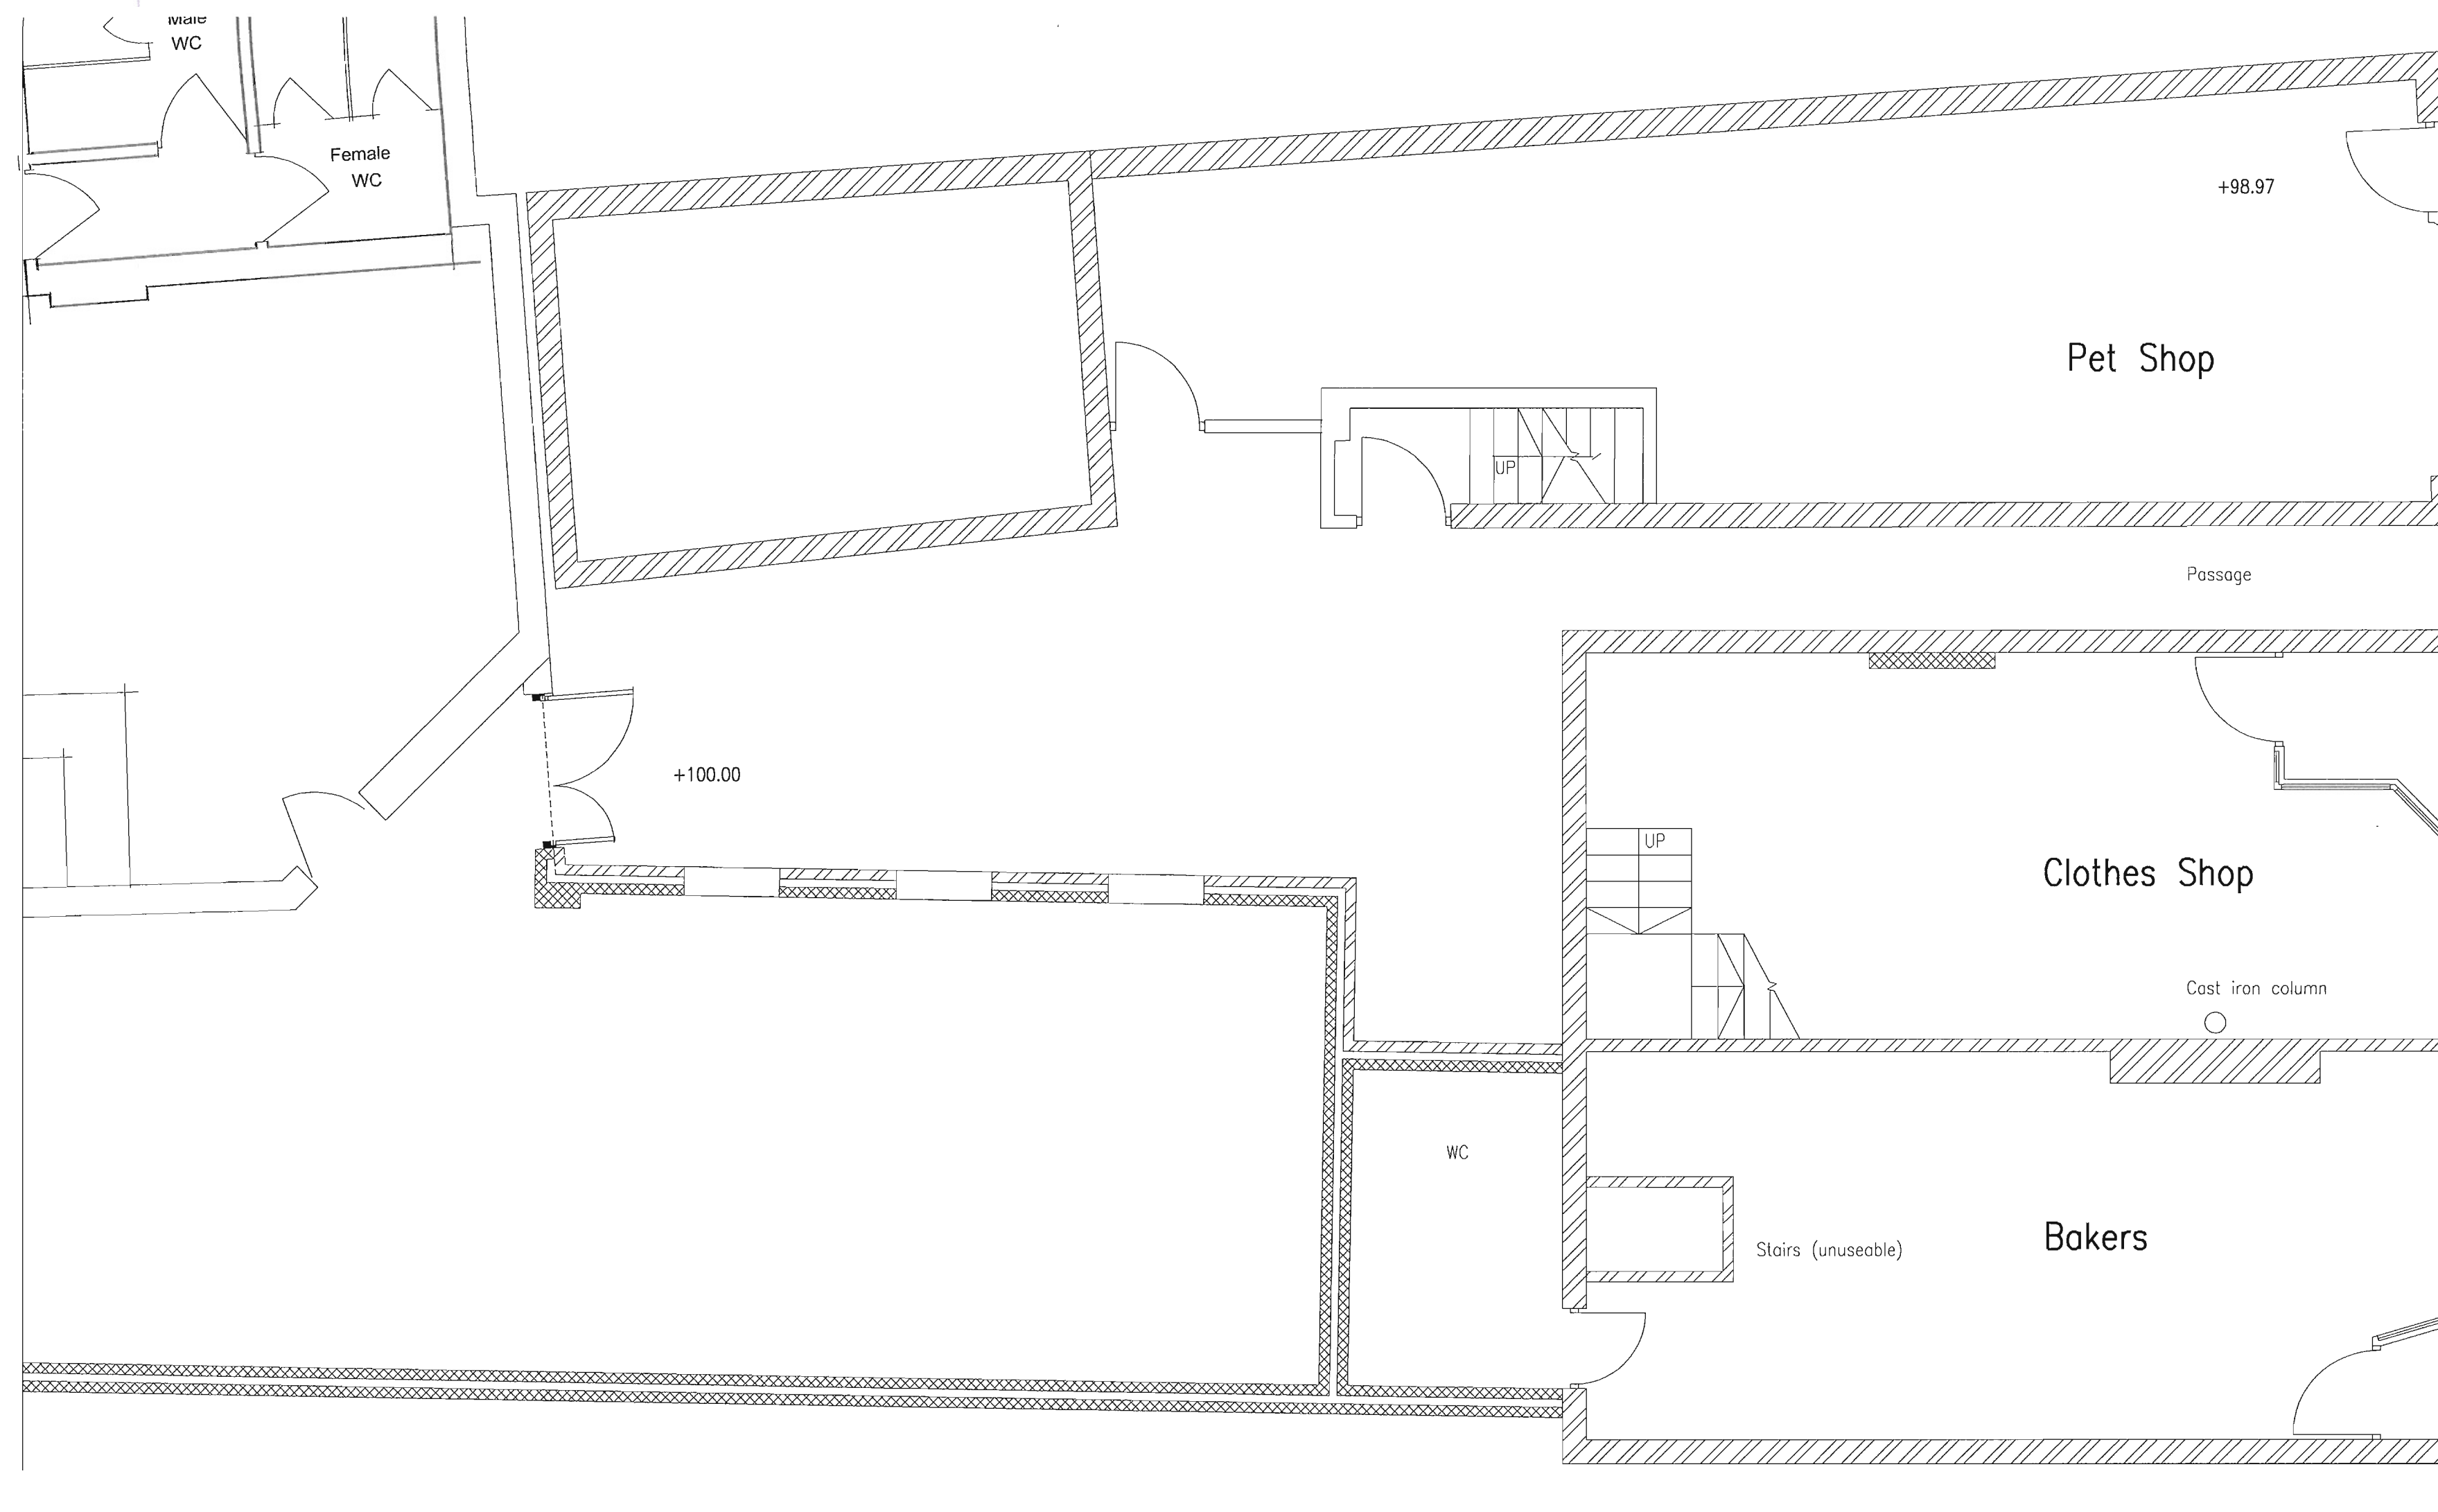 Male
WC
Female
WC
+98.97
Pet Shop
UP
Passage
+100.00
UP
Clothes Shop
Cast iron column
WC
Stairs (unuseable)
Bakers